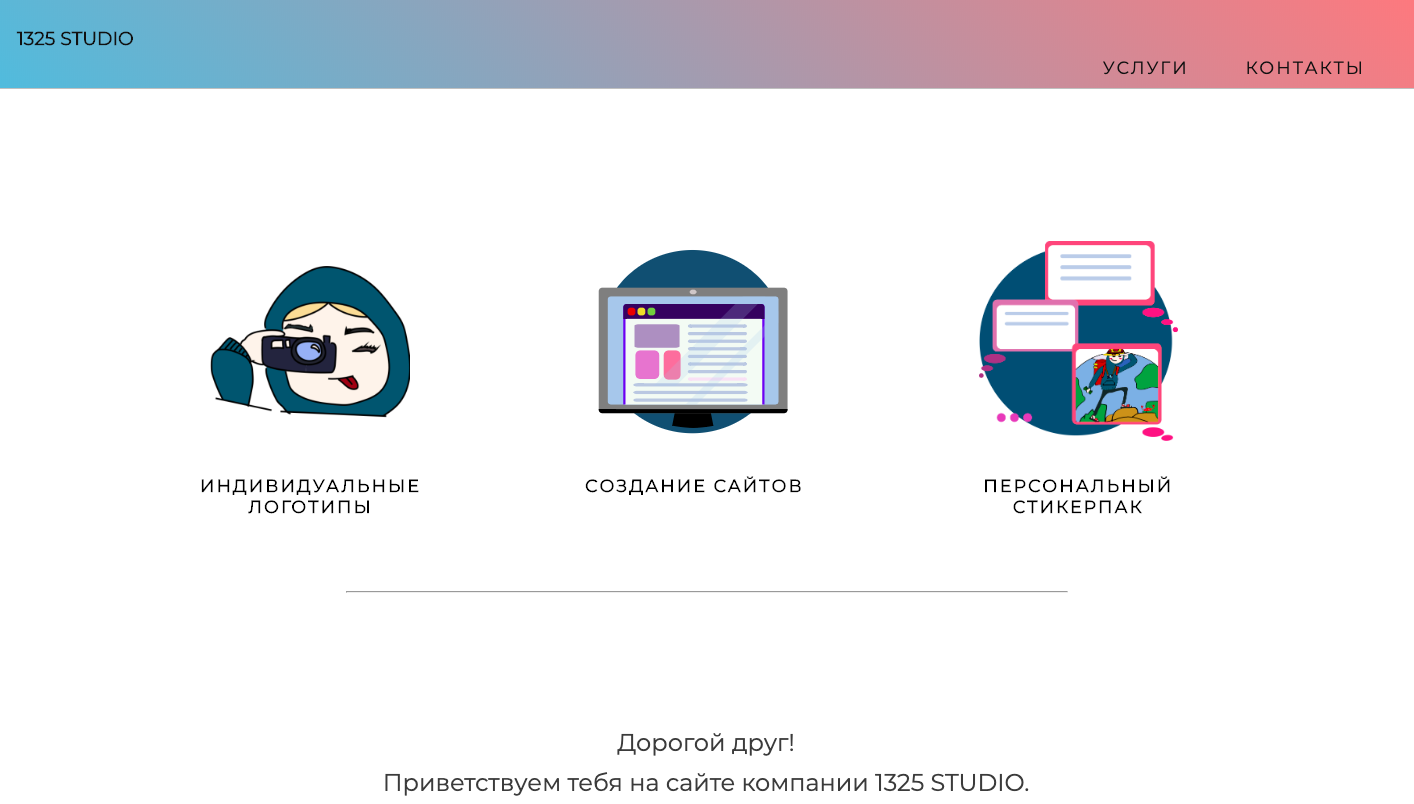 1325 STUDIO
УСЛУГИ КОНТАКТЫ
ИНДИВИДУАЛЬНЫЕ
ЛОГОТИПЫ
СОЗДАНИЕ САЙТОВ
ПЕРСОНАЛЬНЫЙ
СТИКЕРПАК
Дорогой друг!
Приветствуем тебя на сайте компании 1325 STUDIO.